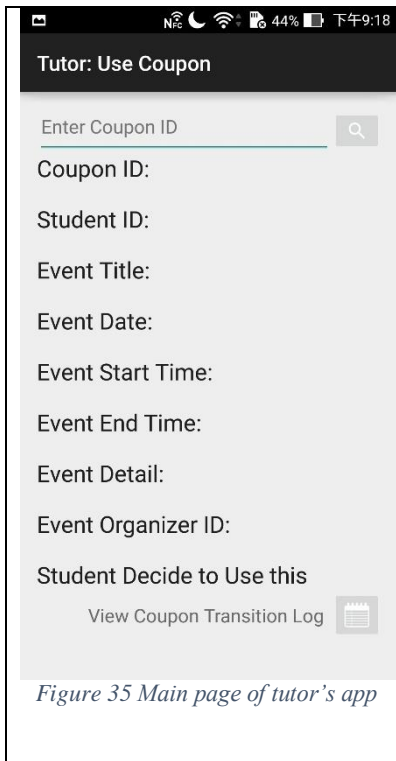 NFC 44% 下午9:18
Tutor: Use Coupon
Enter Coupon ID
Coupon ID:
Student ID:
Event Title:
Event Date:
Event Start Time:
Event End Time:
Event Detail:
Event Organizer ID:
Student Decide to Use this
View Coupon Transition Log
Figure 35 Main page of tutor's app